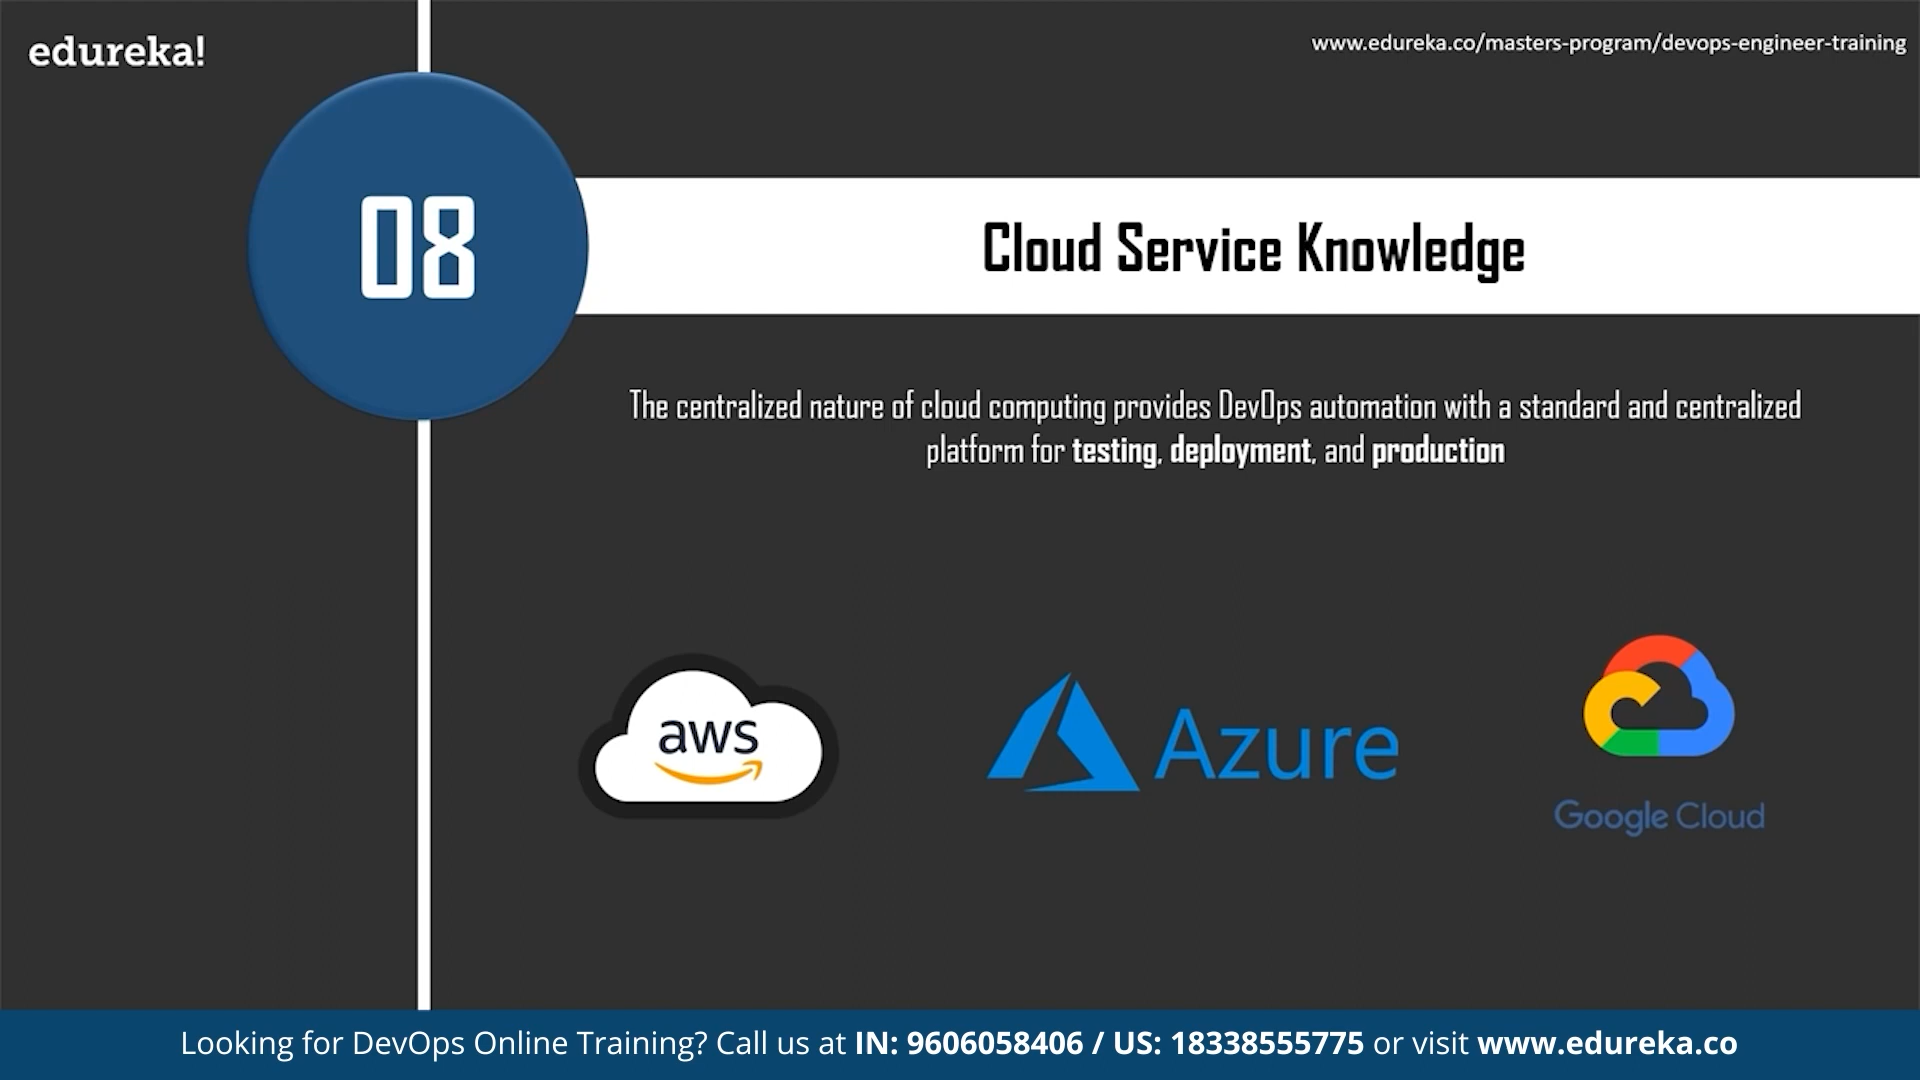 edureka!
www.edureka.co/masters-program/devops-engineer-training
08
Cloud Service Knowledge
The centralized nature of cloud computing provides DevOps automation with a standard and centralized
platform for testing, deployment, and production
aws
Azure
Google Cloud
Looking for DevOps Online Training? Call us at IN: 9606058406 / US: 18338555775 or visit www.edureka.co